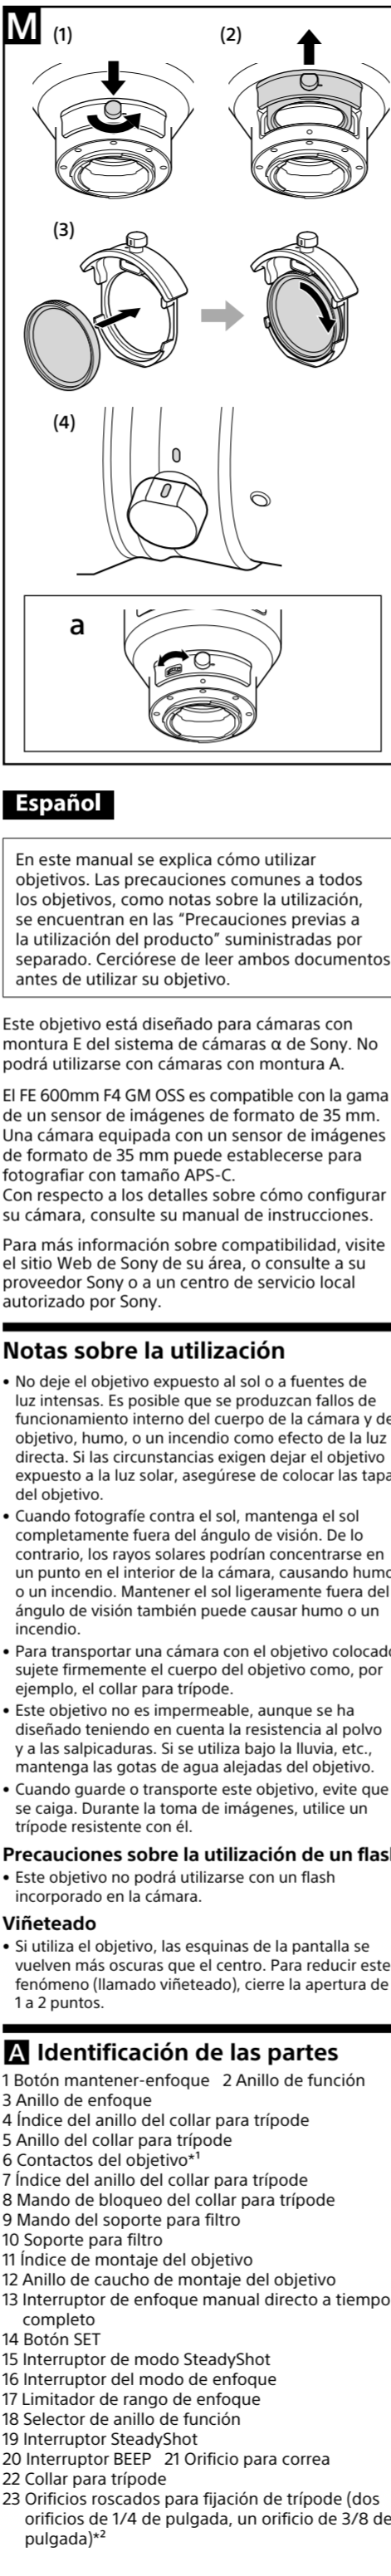 M
(1)
(2)
(3)
(4)
a
Español
En este manual se explica cómo utilizar
objetivos. Las precauciones comunes a todos
los objetivos, como notas sobre la utilización,
se encuentran en las "Precauciones previas a
la utilización del producto" suministradas por
separado. Cerciórese de leer ambos documentos
antes de utilizar su objetivo.
Este objetivo está diseñado para cámaras con
montura E del sistema de cámaras α de Sony. No
podrá utilizarse con cámaras con montura A.
El FE 600mm F4 GM OSS es compatible con la gama
de un sensor de imágenes de formato de 35 mm.
Una cámara equipada con un sensor de imágenes
de formato de 35 mm puede establecerse para
fotografiar con tamaño APS-C.
Con respecto a los detalles sobre cómo configurar
su cámara, consulte su manual de instrucciones.
Para más información sobre compatibilidad, visite
el sitio Web de Sony de su área, o consulte a su
proveedor Sony o a un centro de servicio local
autorizado por Sony.
Notas sobre la utilización
• No deje el objetivo expuesto al sol o a fuentes de
luz intensas. Es posible que se produzcan fallos de
funcionamiento interno del cuerpo de la cámara y de
objetivo, humo, o un incendio como efecto de la luz
directa. Si las circunstancias exigen dejar el objetivo
expuesto a la luz solar, asegúrese de colocar las tapa
del objetivo.
• Cuando fotografíe contra el sol, mantenga el sol
completamente fuera del ángulo de visión. De lo
contrario, los rayos solares podrían concentrarse en
un punto en el interior de la cámara, causando humo
o un incendio. Mantener el sol ligeramente fuera del
ángulo de visión también puede causar humo o un
incendio.
• Para transportar una cámara con el objetivo colocado
sujete firmemente el cuerpo del objetivo como, por
ejemplo, el collar para trípode.
• Este objetivo no es impermeable, aunque se ha
diseñado teniendo en cuenta la resistencia al polvo
y a las salpicaduras. Si se utiliza bajo la lluvia, etc.,
mantenga las gotas de agua alejadas del objetivo.
• Cuando guarde o transporte este objetivo, evite que
se caiga. Durante la toma de imágenes, utilice un
trípode resistente con él.
Precauciones sobre la utilización de un flash
• Este objetivo no podrá utilizarse con un flash
incorporado en la cámara.
Viñeteado
• Si utiliza el objetivo, las esquinas de la pantalla se
vuelven más oscuras que el centro. Para reducir este
fenómeno (llamado viñeteado), cierre la apertura de
1 a 2 puntos.
A Identificación de las partes
1 Botón mantener-enfoque 2 Anillo de función
3 Anillo de enfoque
4 Índice del anillo del collar para trípode
5 Anillo del collar para trípode
6 Contactos del objetivo*¹
7 Índice del anillo del collar para trípode
8 Mando de bloqueo del collar para trípode
9 Mando del soporte para filtro
10 Soporte para filtro
11 Índice de montaje del objetivo
12 Anillo de caucho de montaje del objetivo
13 Interruptor de enfoque manual directo a tiempo
completo
14 Botón SET
15 Interruptor de modo SteadyShot
16 Interruptor del modo de enfoque
17 Limitador de rango de enfoque
18 Selector de anillo de función
19 Interruptor SteadyShot
20 Interruptor BEEP 21 Orificio para correa
22 Collar para trípode
23 Orificios roscados para fijación de trípode (dos
orificios de 1/4 de pulgada, un orificio de 3/8 de
pulgada)*²